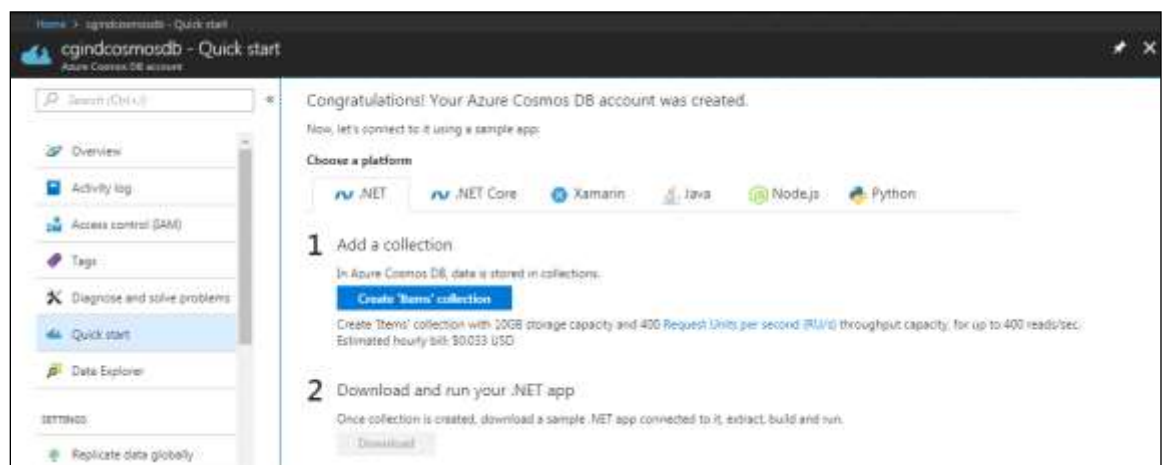 Home > cgindcosmosdb - Quick start
cgindcosmosdb - Quick start
Azure Cosmos DB account
Search (Ctrl+/)
Overview
Activity log
Access control (IAM)
Tags
Diagnose and solve problems
Quick start
Data Explorer
SETTINGS
Replicate data globally
Congratulations! Your Azure Cosmos DB account was created.
Now, let's connect to it using a sample app:
Choose a platform
.NET .NET Core Xamarin Java Node.js Python
1 Add a collection
In Azure Cosmos DB, data is stored in collections.
Create 'Items' collection
Create 'Items' collection with 10GB storage capacity and 400 Request Units per second (RU/s) throughput capacity, for up to 400 reads/sec.
Estimated hourly bill: $0.033 USD
2 Download and run your .NET app
Once collection is created, download a sample .NET app connected to it, extract, build and run.
Download